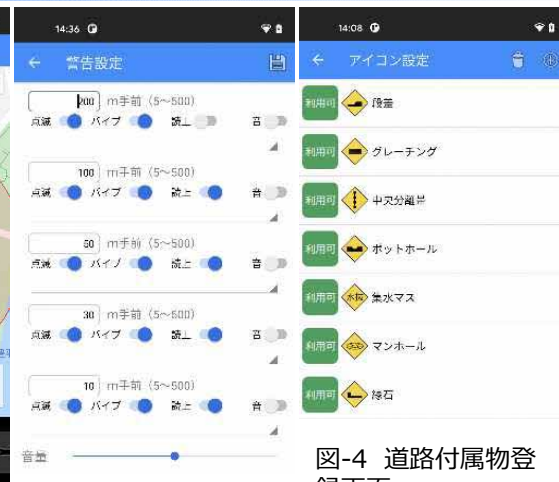 14:36
警告設定
200 m手前（5～500）
点滅 バイブ 読上 音
100 m手前（5～500）
点滅 バイブ 読上 音
50 m手前（5～500）
点滅 バイブ 読上 音
30 m手前（5～500）
点滅 バイブ 読上 音
10 m手前（5～500）
点滅 バイブ 読上 音
音量
14:08
アイコン設定
利用可 段差
利用可 グレーチング
利用可 中央分離帯
利用可 ポットホール
利用可 集水マス
利用可 マンホール
利用可 縁石
図-4 道路付属物登